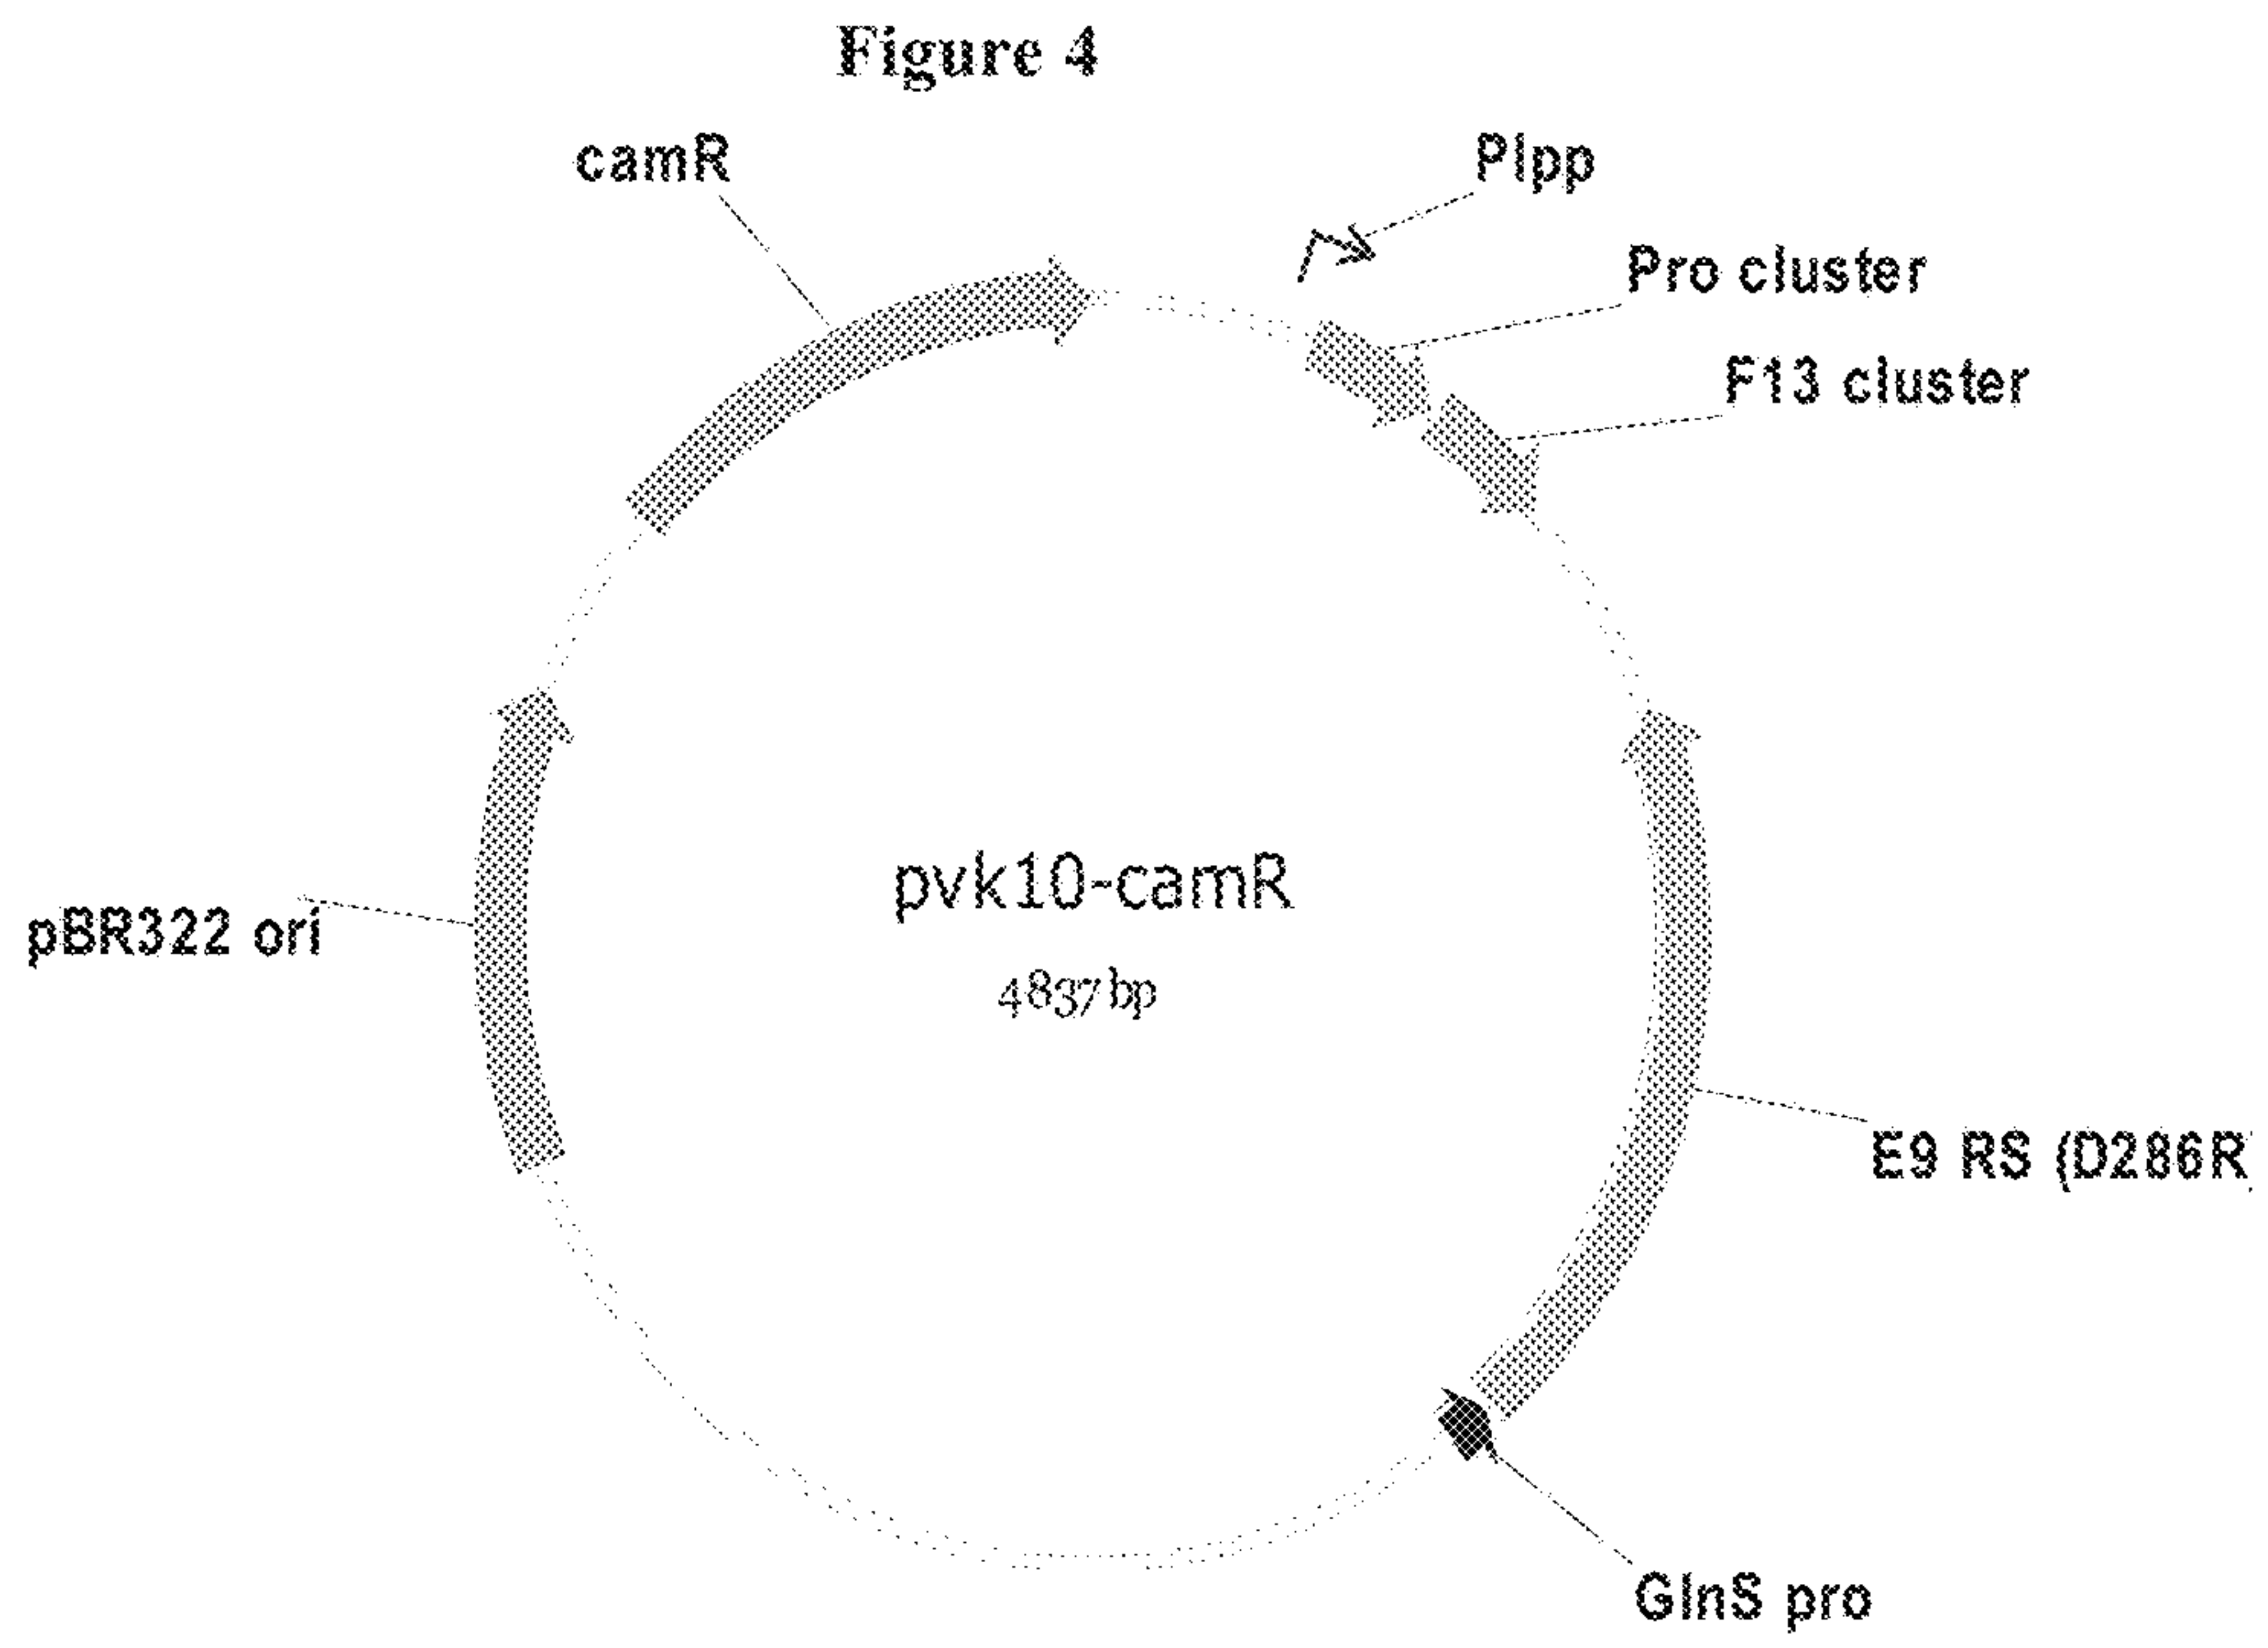 Figure 4
camR
Plpp
Pro cluster
F13 cluster
pvk10-camR
4837 bp
pBR322 ori
E9 RS (D286R)
GlnS pro